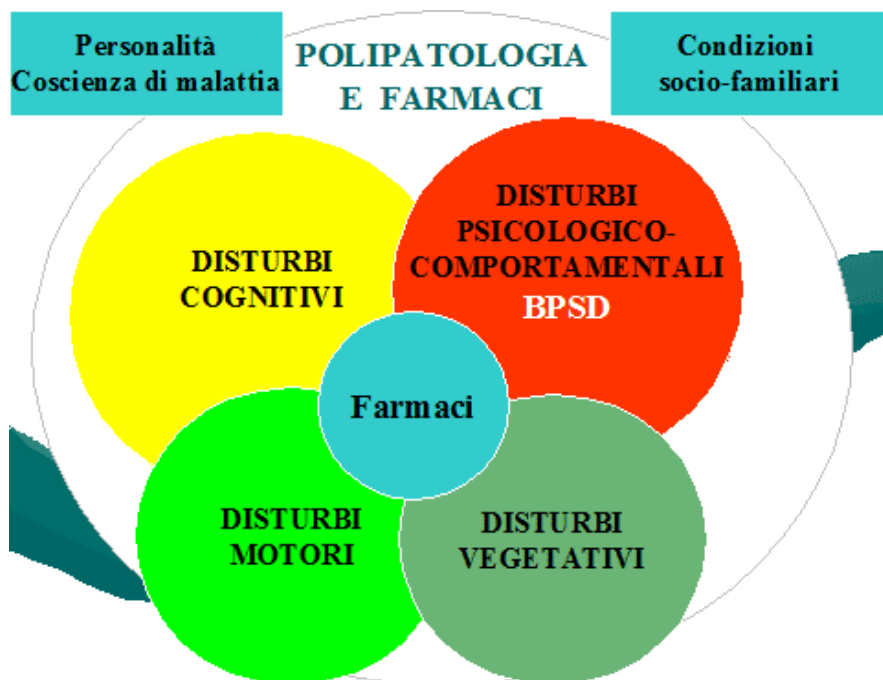 Personalità
Coscienza di malattia
POLIPATOLOGIA
E FARMACI
Condizioni
socio-familiari
DISTURBI
COGNITIVI
DISTURBI
PSICOLOGICO-
COMPORTAMENTALI
BPSD
Farmaci
DISTURBI
MOTORI
DISTURBI
VEGETATIVI